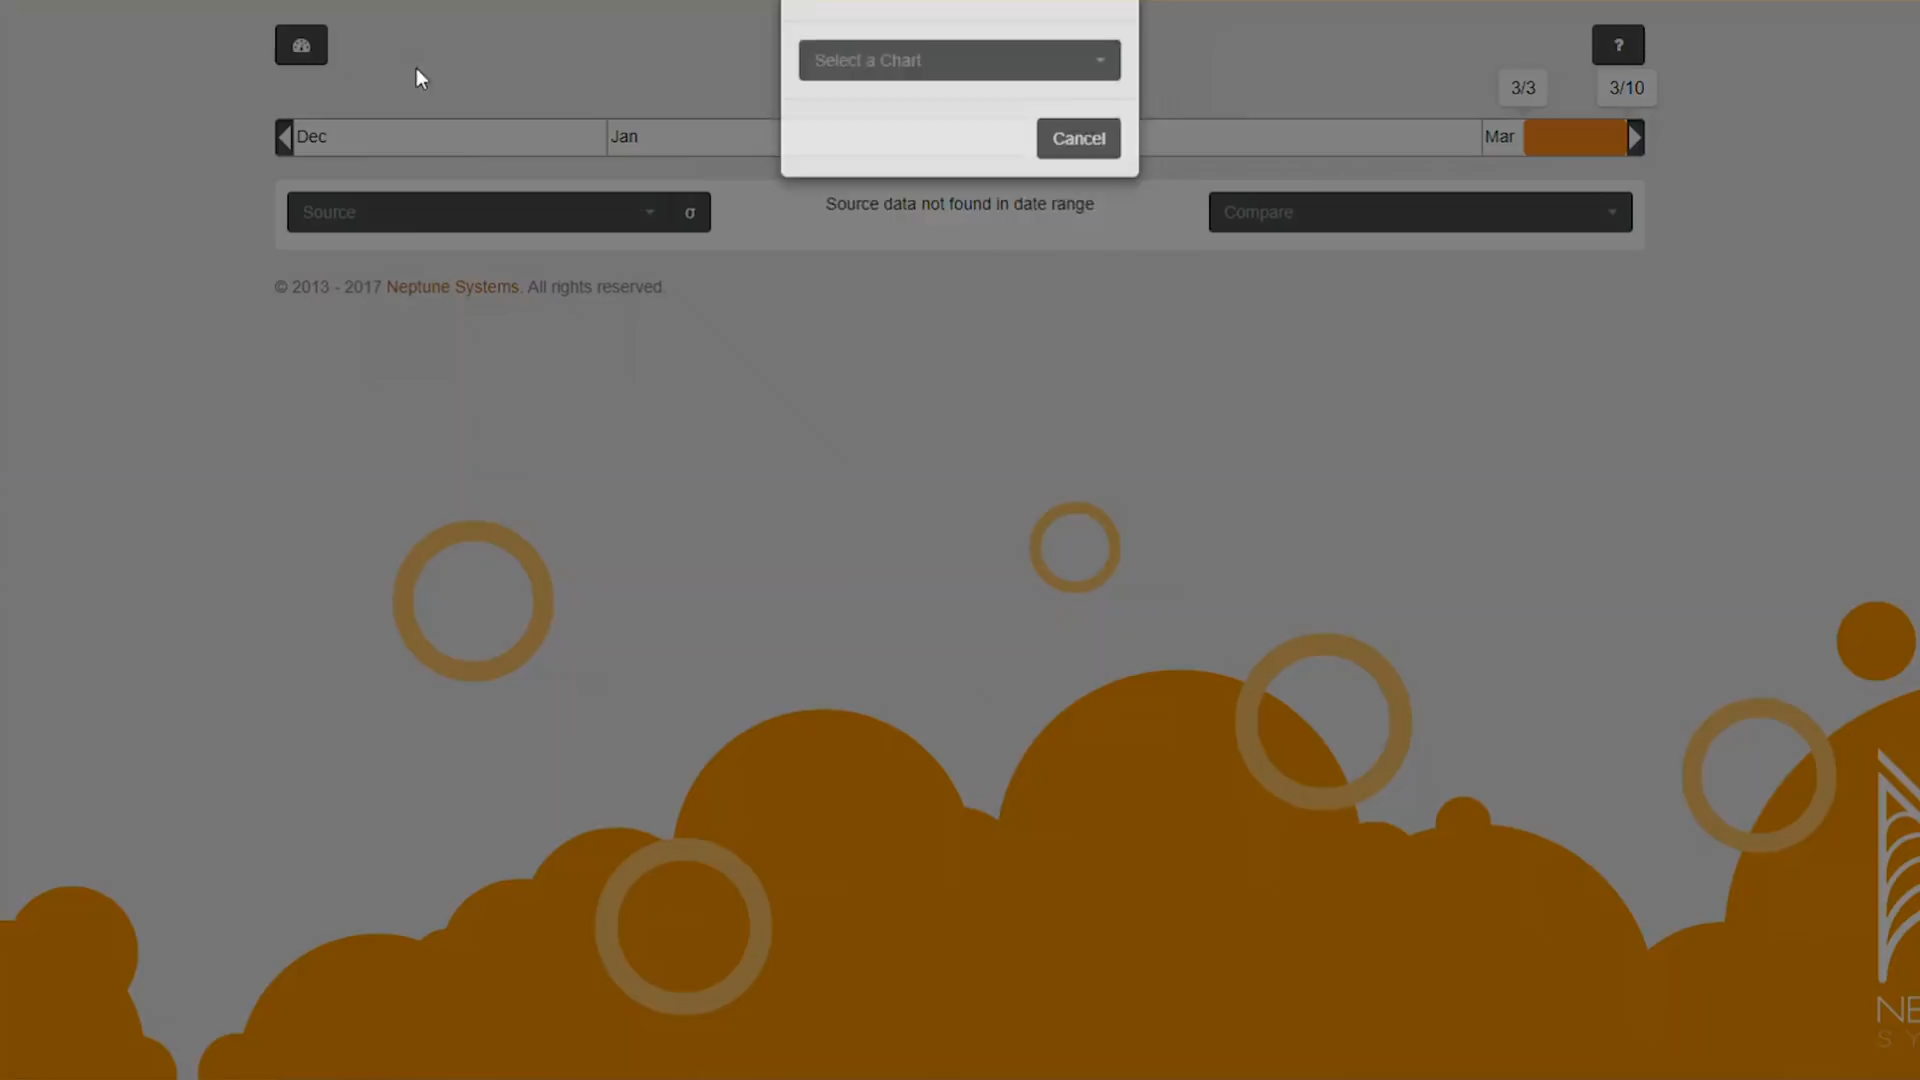 Select a Chart
?
3/3
3/10
Dec
Jan
Cancel
Mar
Source
σ
Source data not found in date range
Compare
© 2013 - 2017 Neptune Systems. All rights reserved.